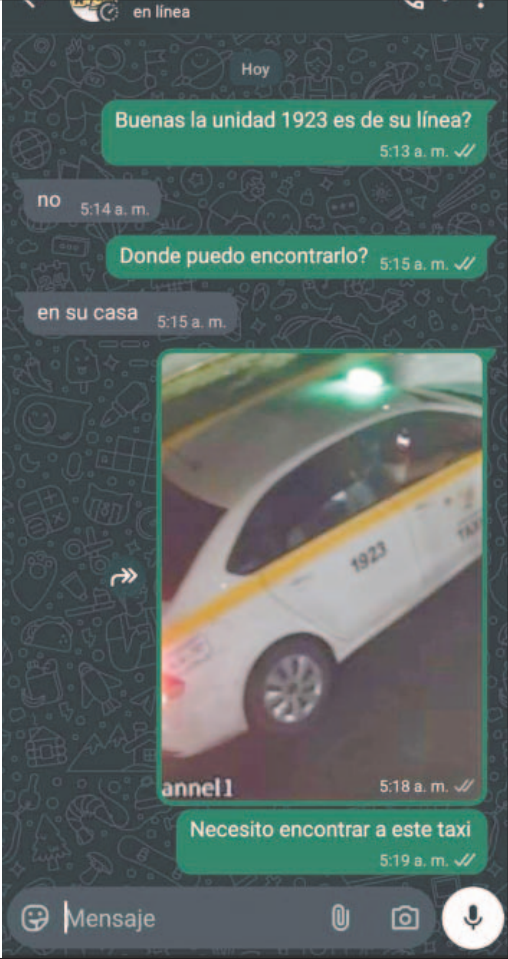 en línea
Hoy
Buenas la unidad 1923 es de su línea?
5:13 a. m.
no
5:14 a. m.
Donde puedo encontrarlo?
5:15 a. m.
en su casa
5:15 a. m.
1923
TAXI
annel1
5:18 a. m.
Necesito encontrar a este taxi
5:19 a. m.
Mensaje